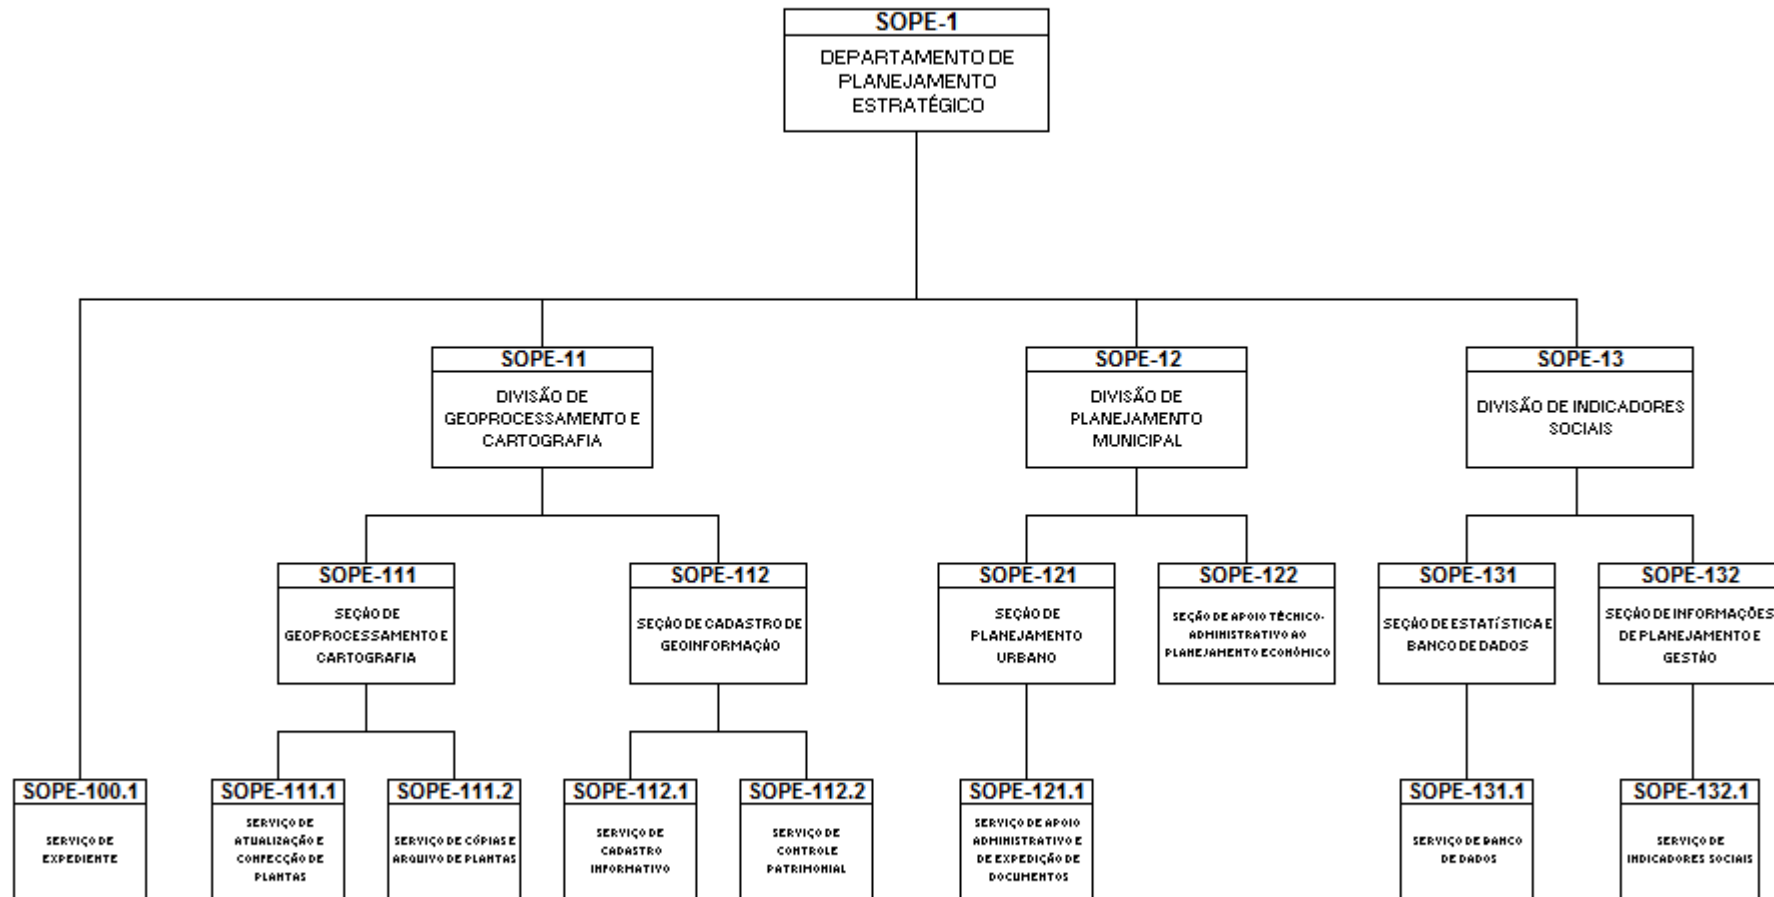 SOPE-1
DEPARTAMENTO DE
PLANEJAMENTO
ESTRATÉGICO
SOPE-11
DIVISÃO DE
GEOPROCESSAMENTO E
CARTOGRAFIA
SOPE-12
DIVISÃO DE
PLANEJAMENTO
MUNICIPAL
SOPE-13
DIVISÃO DE INDICADORES
SOCIAIS
SOPE-111
SEÇÃO DE
GEOPROCESSAMENTO E
CARTOGRAFIA
SOPE-112
SEÇÃO DE CADASTRO DE
GEOINFORMAÇÃO
SOPE-121
SEÇÃO DE
PLANEJAMENTO
URBANO
SOPE-122
SEÇÃO DE APOIO TÉCNICO-
ADMINISTRATIVO AO
PLANEJAMENTO ECONÔMICO
SOPE-131
SEÇÃO DE ESTATÍSTICA E
BANCO DE DADOS
SOPE-132
SEÇÃO DE INFORMAÇÕES
DE PLANEJAMENTO E
GESTÃO
SOPE-100.1
SERVIÇO DE
EXPEDIENTE
SOPE-111.1
SERVIÇO DE
ATUALIZAÇÃO E
CONFECÇÃO DE
PLANTAS
SOPE-111.2
SERVIÇO DE CÓPIAS E
ARQUIVO DE PLANTAS
SOPE-112.1
SERVIÇO DE
CADASTRO
INFORMATIVO
SOPE-112.2
SERVIÇO DE
CONTROLE
PATRIMONIAL
SOPE-121.1
SERVIÇO DE APOIO
ADMINISTRATIVO E
DE EXPEDIÇÃO DE
DOCUMENTOS
SOPE-131.1
SERVIÇO DE BANCO
DE DADOS
SOPE-132.1
SERVIÇO DE
INDICADORES SOCIAIS